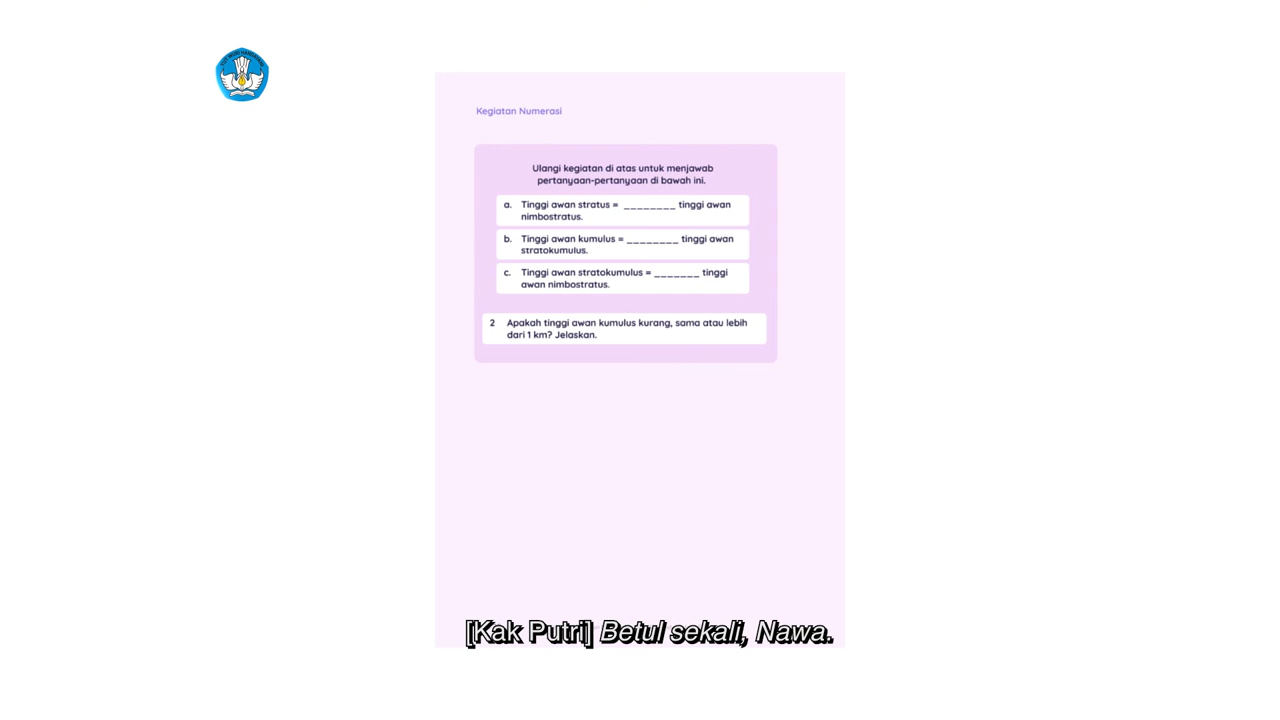 Kegiatan Numerasi
Ulangi kegiatan di atas untuk menjawab
pertanyaan-pertanyaan di bawah ini.
a. Tinggi awan stratus = ________ tinggi awan
nimbostratus.
b. Tinggi awan kumulus = ________ tinggi awan
stratokumulus.
c. Tinggi awan stratokumulus = _______ tinggi
awan nimbostratus.
2 Apakah tinggi awan kumulus kurang, sama atau lebih
dari 1 km? Jelaskan.
[Kak Putri] Betul sekali, Nawa.